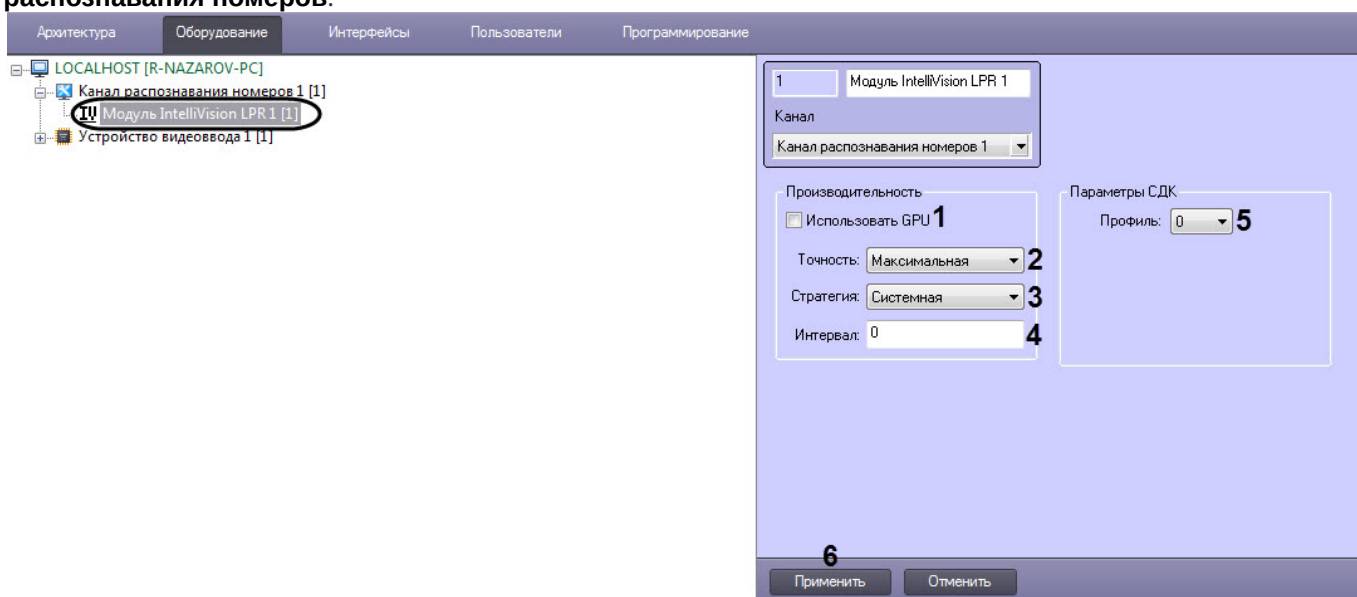 распознавания номеров.
Архитектура Оборудование Интерфейсы Пользователи Программирование
LOCALHOST [R-NAZAROV-PC]
Канал распознавания номеров 1 [1]
Модуль IntelliVision LPR 1 [1]
Устройство видеоввода 1 [1]
1 Модуль IntelliVision LPR 1
Канал
Канал распознавания номеров 1
Производительность
Использовать GPU 1
Точность: Максимальная 2
Стратегия: Системная 3
Интервал: 0 4
Параметры СДК
Профиль: 0 5
6
Применить Отменить